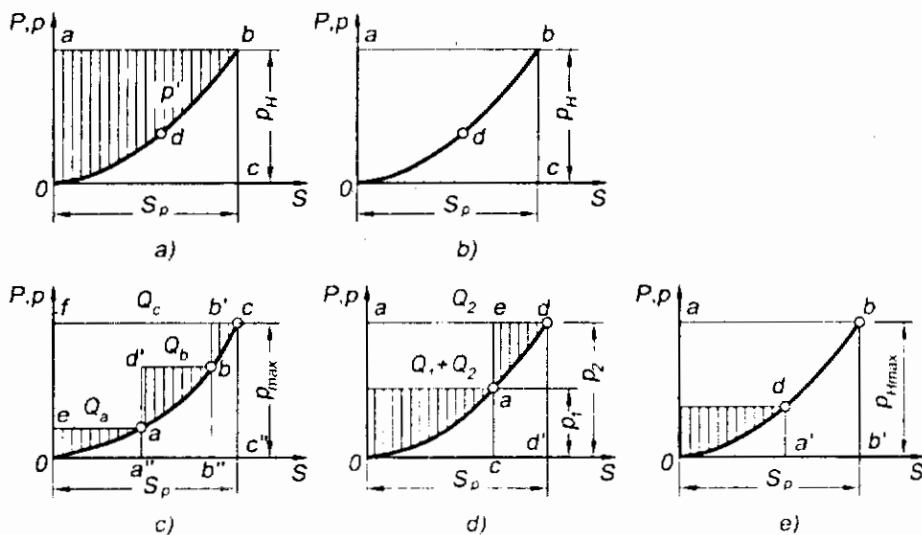 P,p a b
p' d p_H
0 c S
S_p
a)
P,p a b
d p_H
0 c S
S_p
b)
P,p f Q_c b' c
d' Q_b b p_max
e Q_a a
0 a'' b'' c'' S
S_p
c)
P,p a Q_2 e d
Q_1+Q_2 a p_1 p_2
0 c d' S
S_p
d)
P,p a b
d p_Hmax
0 a' b' S
S_p
e)